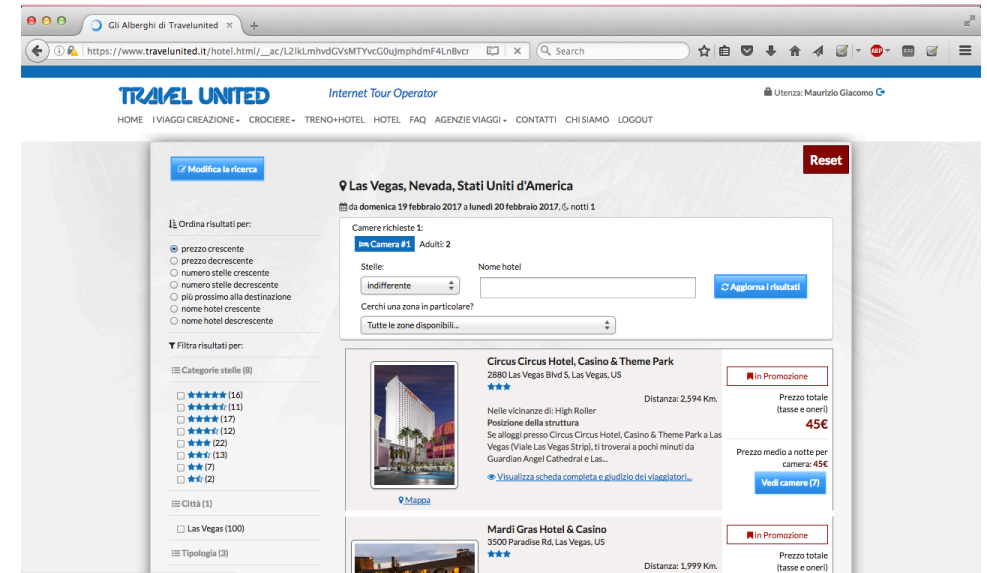 Gli Alberghi di Travelunited
https://www.travelunited.it/hotel.html/__ac/L2lkLmhvdGVsMTYvcG0uJmphdmF4LnBvcr
Search
ABP
TRAVEL UNITED
Internet Tour Operator
Utenza: Maurizio Giacomo
HOME I VIAGGI CREAZIONE CROCIERE TRENO+HOTEL HOTEL FAQ AGENZIE VIAGGI CONTATTI CHI SIAMO LOGOUT
Modifica la ricerca
Reset
Las Vegas, Nevada, Stati Uniti d'America
da domenica 19 febbraio 2017 a lunedì 20 febbraio 2017, notti 1
Ordina risultati per:
prezzo crescente
prezzo decrescente
numero stelle crescente
numero stelle decrescente
più prossimo alla destinazione
nome hotel crescente
nome hotel descrescente
Filtra risultati per:
Categorie stelle (8)
(16)
(11)
(17)
(12)
(22)
(13)
(7)
(2)
Città (1)
Las Vegas (100)
Tipologia (3)
Camere richieste 1:
Camera #1 Adulti: 2
Stelle: Nome hotel
indifferente
Aggiorna i risultati
Cerchi una zona in particolare?
Tutte le zone disponibili...
Circus Circus Hotel, Casino & Theme Park
2880 Las Vegas Blvd S, Las Vegas, US
Distanza: 2,594 Km.
Nelle vicinanze di: High Roller
Posizione della struttura
Se alloggi presso Circus Circus Hotel, Casino & Theme Park a Las
Vegas (Viale Las Vegas Strip), ti troverai a pochi minuti da
Guardian Angel Cathedral e Las...
Visualizza scheda completa e giudizio dei viaggiatori...
Mappa
in Promozione
Prezzo totale
(tasse e oneri)
45€
Prezzo medio a notte per
camera: 45€
Vedi camere (7)
Mardi Gras Hotel & Casino
3500 Paradise Rd, Las Vegas, US
Distanza: 1,999 Km.
in Promozione
Prezzo totale
(tasse e oneri)